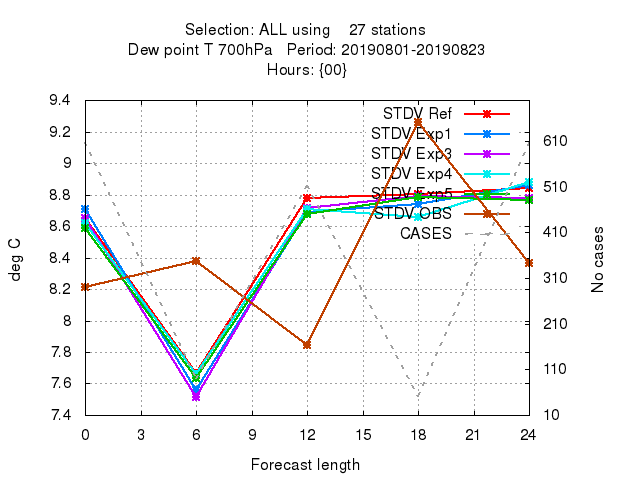 Selection: ALL using 27 stations
Dew point T 700hPa Period: 20190801-20190823
Hours: {00}
9.4
9.2
9
8.8
8.6
8.4
8.2
8
7.8
7.6
7.4
deg C
STDV Ref
STDV Exp1
STDV Exp3
STDV Exp4
STDV Exp5
STDV OBS
CASES
610
510
410
310
210
110
10
No cases
0 3 6 9 12 15 18 21 24
Forecast length